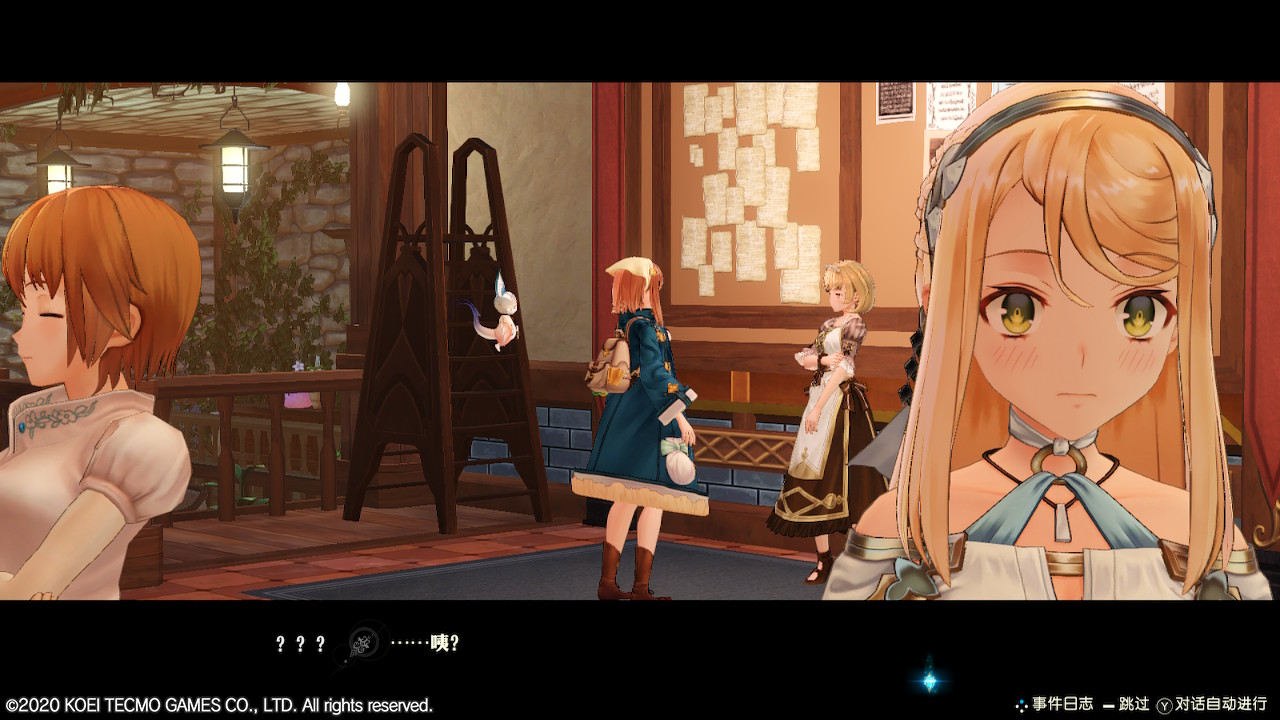 ？？？ ……咦?
©2020 KOEI TECMO GAMES CO., LTD. All rights reserved.
事件日志 跳过 Ⓨ对话自动进行